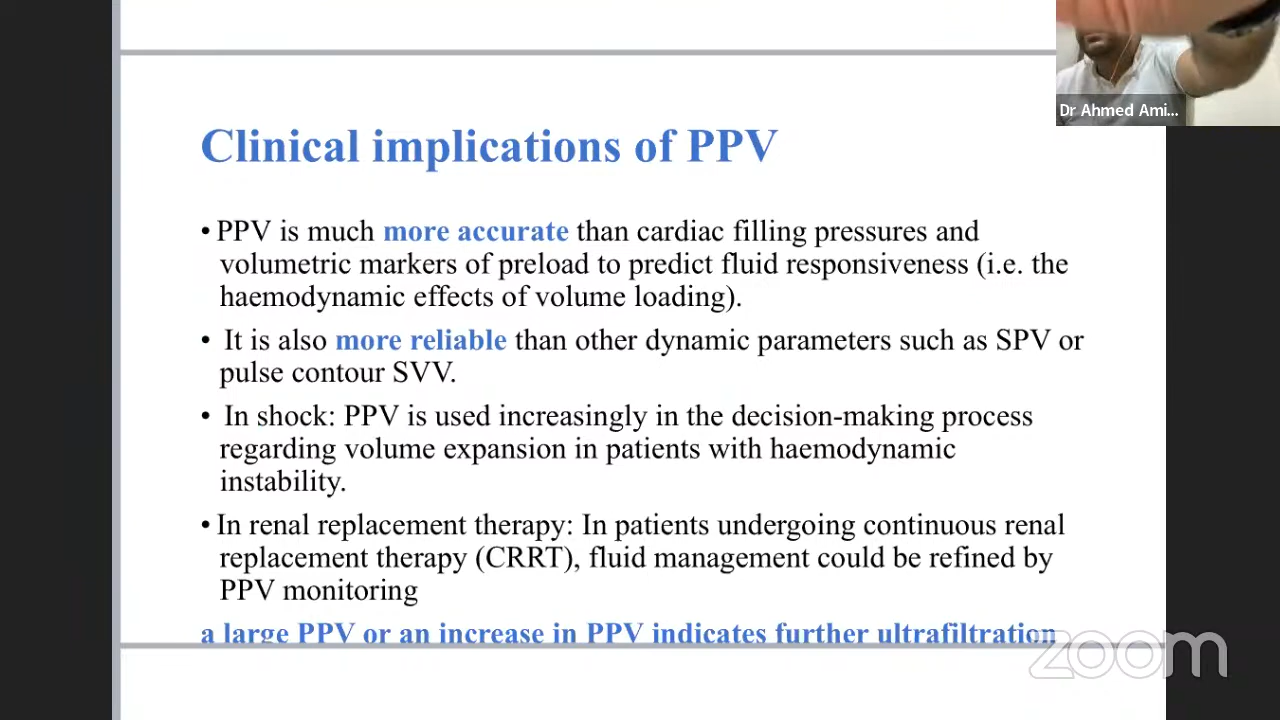 Dr Ahmed Ami...
Clinical implications of PPV
• PPV is much more accurate than cardiac filling pressures and
volumetric markers of preload to predict fluid responsiveness (i.e. the
haemodynamic effects of volume loading).
• It is also more reliable than other dynamic parameters such as SPV or
pulse contour SVV.
• In shock: PPV is used increasingly in the decision-making process
regarding volume expansion in patients with haemodynamic
instability.
• In renal replacement therapy: In patients undergoing continuous renal
replacement therapy (CRRT), fluid management could be refined by
PPV monitoring
a large PPV or an increase in PPV indicates further ultrafiltration
zoom